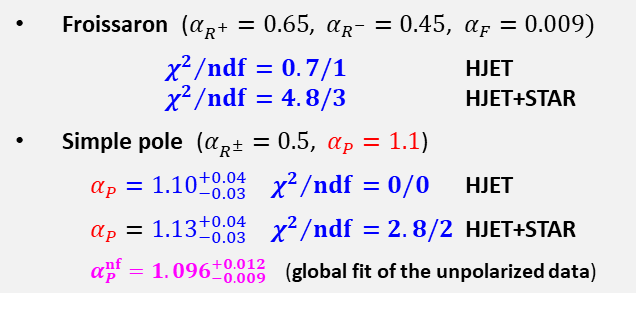 • Froissaron (α_{R⁺} = 0.65, α_{R⁻} = 0.45, α_F = 0.009)
χ²/ndf = 0.7/1 HJET
χ²/ndf = 4.8/3 HJET+STAR
• Simple pole (α_{R^±} = 0.5, α_P = 1.1)
α_P = 1.10^{+0.04}_{-0.03} χ²/ndf = 0/0 HJET
α_P = 1.13^{+0.04}_{-0.03} χ²/ndf = 2.8/2 HJET+STAR
α_P^{nf} = 1.096^{+0.012}_{-0.009} (global fit of the unpolarized data)